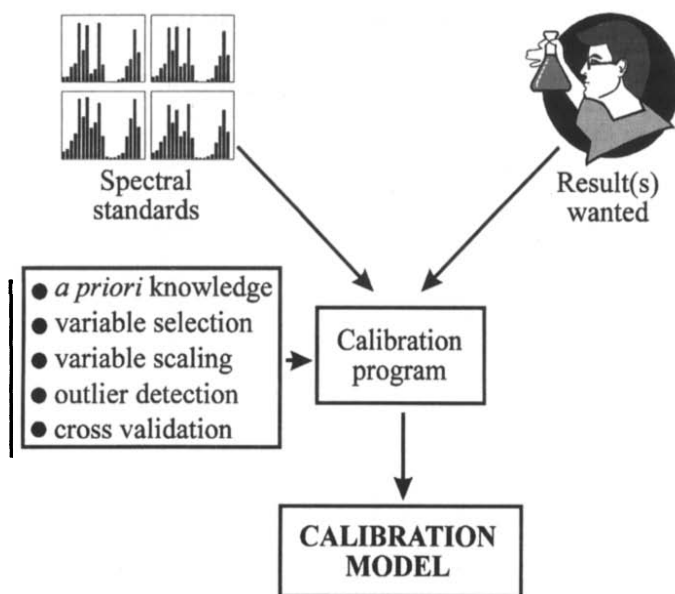 Spectral
standards
Result(s)
wanted
● a priori knowledge
● variable selection
● variable scaling
● outlier detection
● cross validation
Calibration
program
CALIBRATION
MODEL